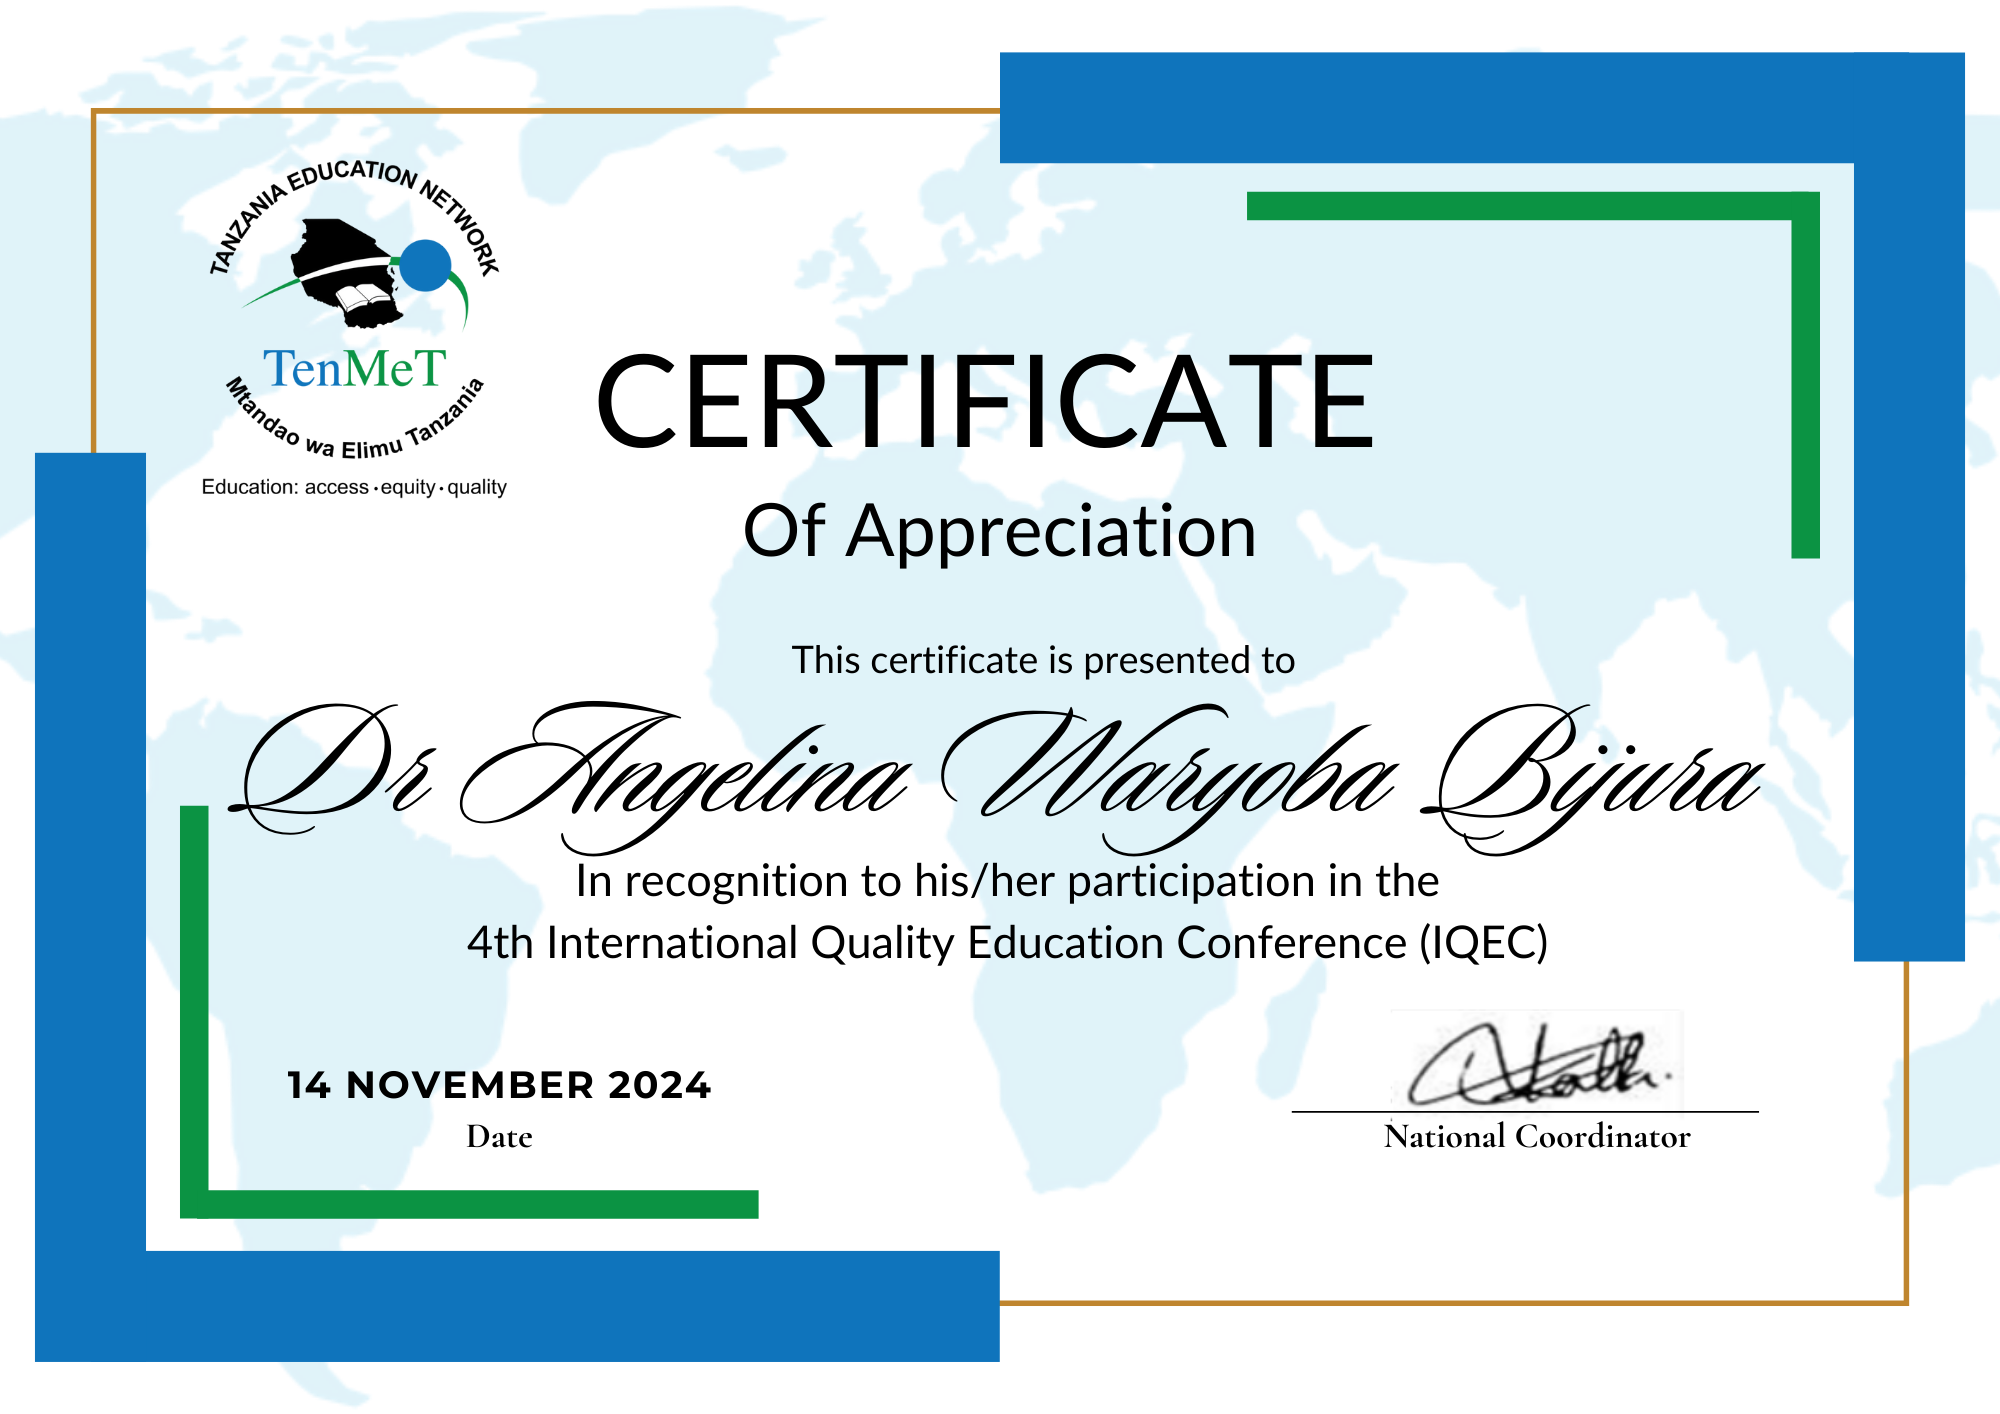 TANZANIA EDUCATION NETWORK
TenMeT
Mtandao wa Elimu Tanzania
Education: access • equity • quality
CERTIFICATE
Of Appreciation
This certificate is presented to
Dr Angelina Waryoba Bijura
In recognition to his/her participation in the
4th International Quality Education Conference (IQEC)
14 NOVEMBER 2024
Date
National Coordinator